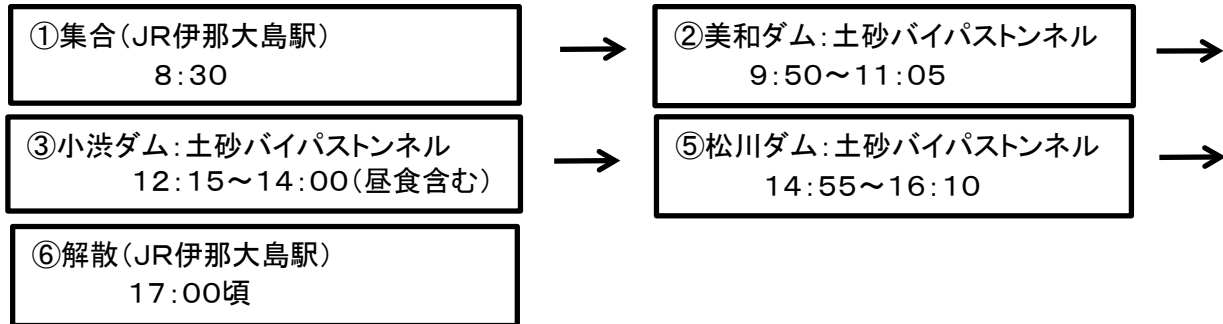 ①集合(JR伊那大島駅)
8:30
②美和ダム:土砂バイパストンネル
9:50~11:05
③小渋ダム:土砂バイパストンネル
12:15~14:00(昼食含む)
⑤松川ダム:土砂バイパストンネル
14:55~16:10
⑥解散(JR伊那大島駅)
17:00頃